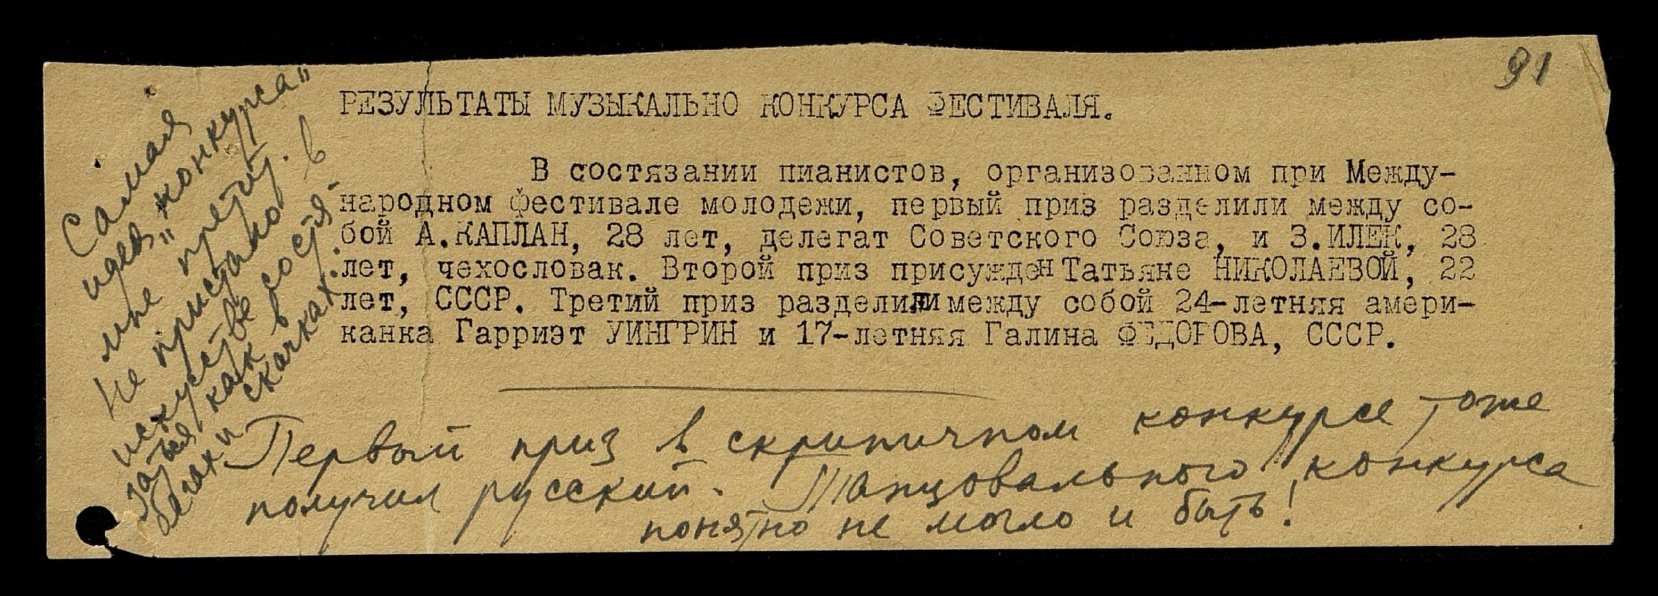 91
РЕЗУЛЬТАТЫ МУЗЫКАЛЬНО КОНКУРСА ФЕСТИВАЛЯ.
В состязании пианистов, организованном при Между-
народном фестивале молодежи, первый приз разделили между со-
бой А.КАПЛАН, 28 лет, делегат Советского Союза, и З.ИЛЕК, 28
лет, чехословак. Второй приз присужден Татьяне НИКОЛАЕВОЙ, 22
лет, СССР. Третий приз разделили между собой 24-летняя амери-
канка Гарриэт УИНГРИН и 17-летняя Галина ФЕДОРОВА, СССР.
Первый приз в скрипичном конкурсе тоже
получил русский. Танцовального конкурса
понятно не могло и быть!
Самая
идея „конкурса"
мне претит.
Не пристало в
искусстве состя-
заться как в
бегах и скачках!